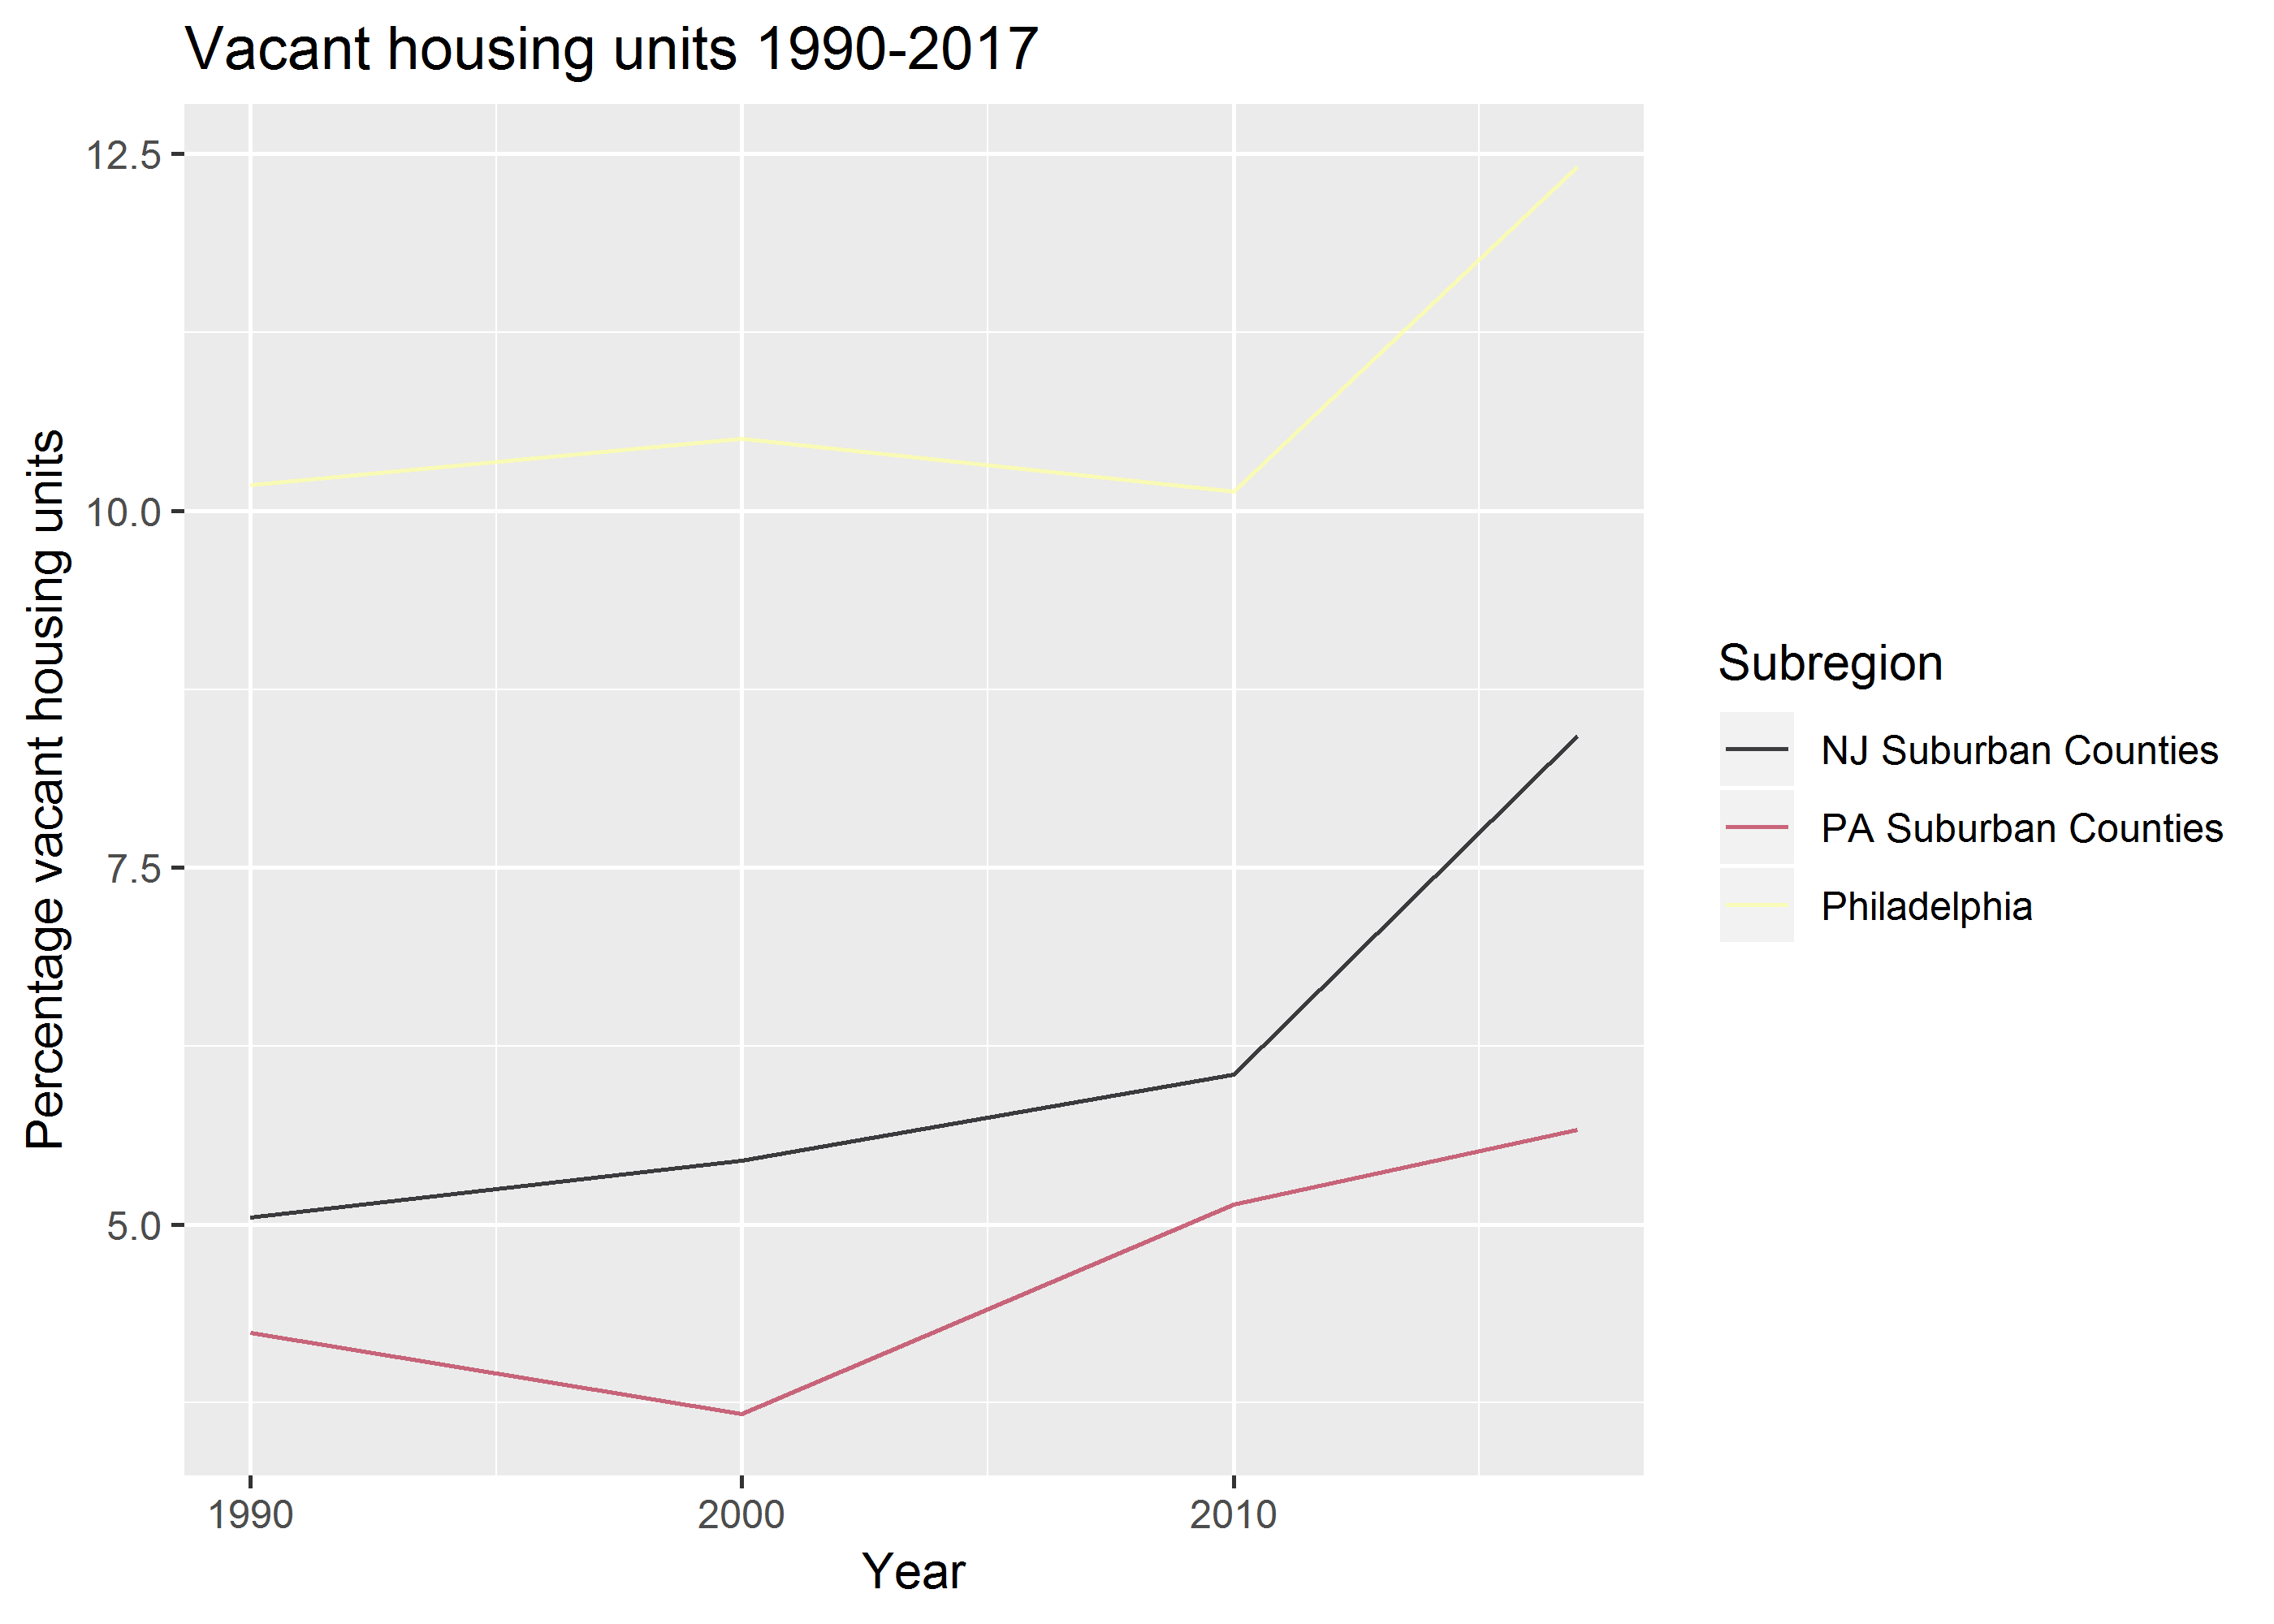 Vacant housing units 1990-2017
Percentage vacant housing units
12.5
10.0
7.5
5.0
1990
2000
2010
Year
Subregion
NJ Suburban Counties
PA Suburban Counties
Philadelphia